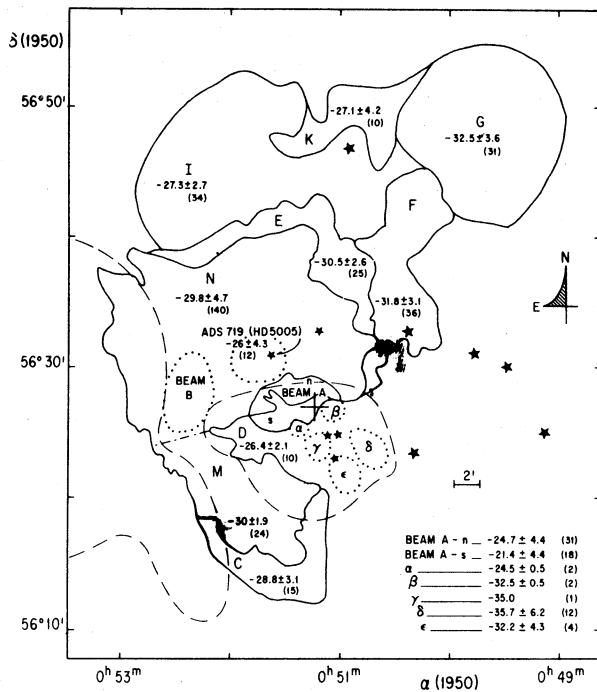 δ (1950)
56°50'
-27.1 ± 4.2
(10)
K
G
-32.5 ± 3.6
(31)
I
-27.3 ± 2.7
(34)
F
E
N
-30.5 ± 2.6
(25)
E
N
-29.8 ± 4.7
(140)
-31.8 ± 3.1
(36)
ADS 719 (HD5005)
-26 ± 4.3
(12)
56°30'
BEAM
B
n
BEAM A
s
s
α
β
D
-26.4 ± 2.1
(10)
γ
δ
ε
M
2'
-30 ± 1.9
(24)
C
-28.8 ± 3.1
(15)
BEAM A - n -24.7 ± 4.4 (31)
BEAM A - s -21.4 ± 4.4 (18)
α -24.5 ± 0.5 (2)
β -32.5 ± 0.5 (2)
γ -35.0 (1)
δ -35.7 ± 6.2 (12)
ε -32.2 ± 4.3 (4)
56°10'
0h 53m
0h 51m
0h 49m
α (1950)